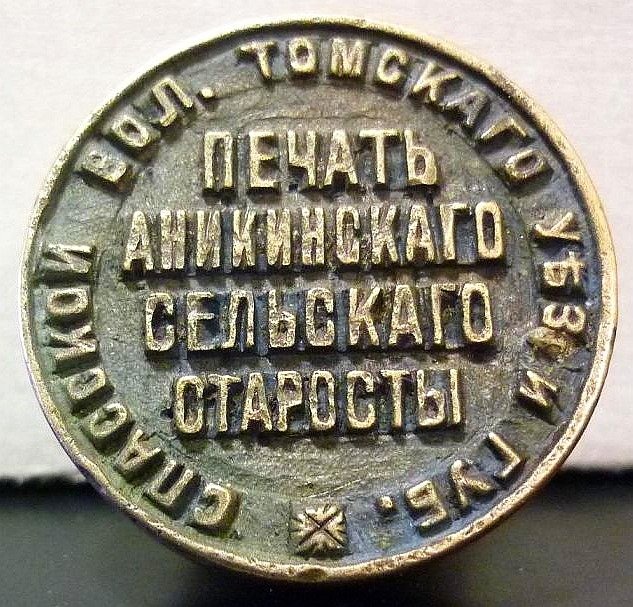 ПЕЧАТЬ
АНИКИНСКАГО
СЕЛЬСКАГО
СТАРОСТЫ
СПАССКОЙ ВОЛ. ТОМСКАГО УѢЗ. И ГУБ.